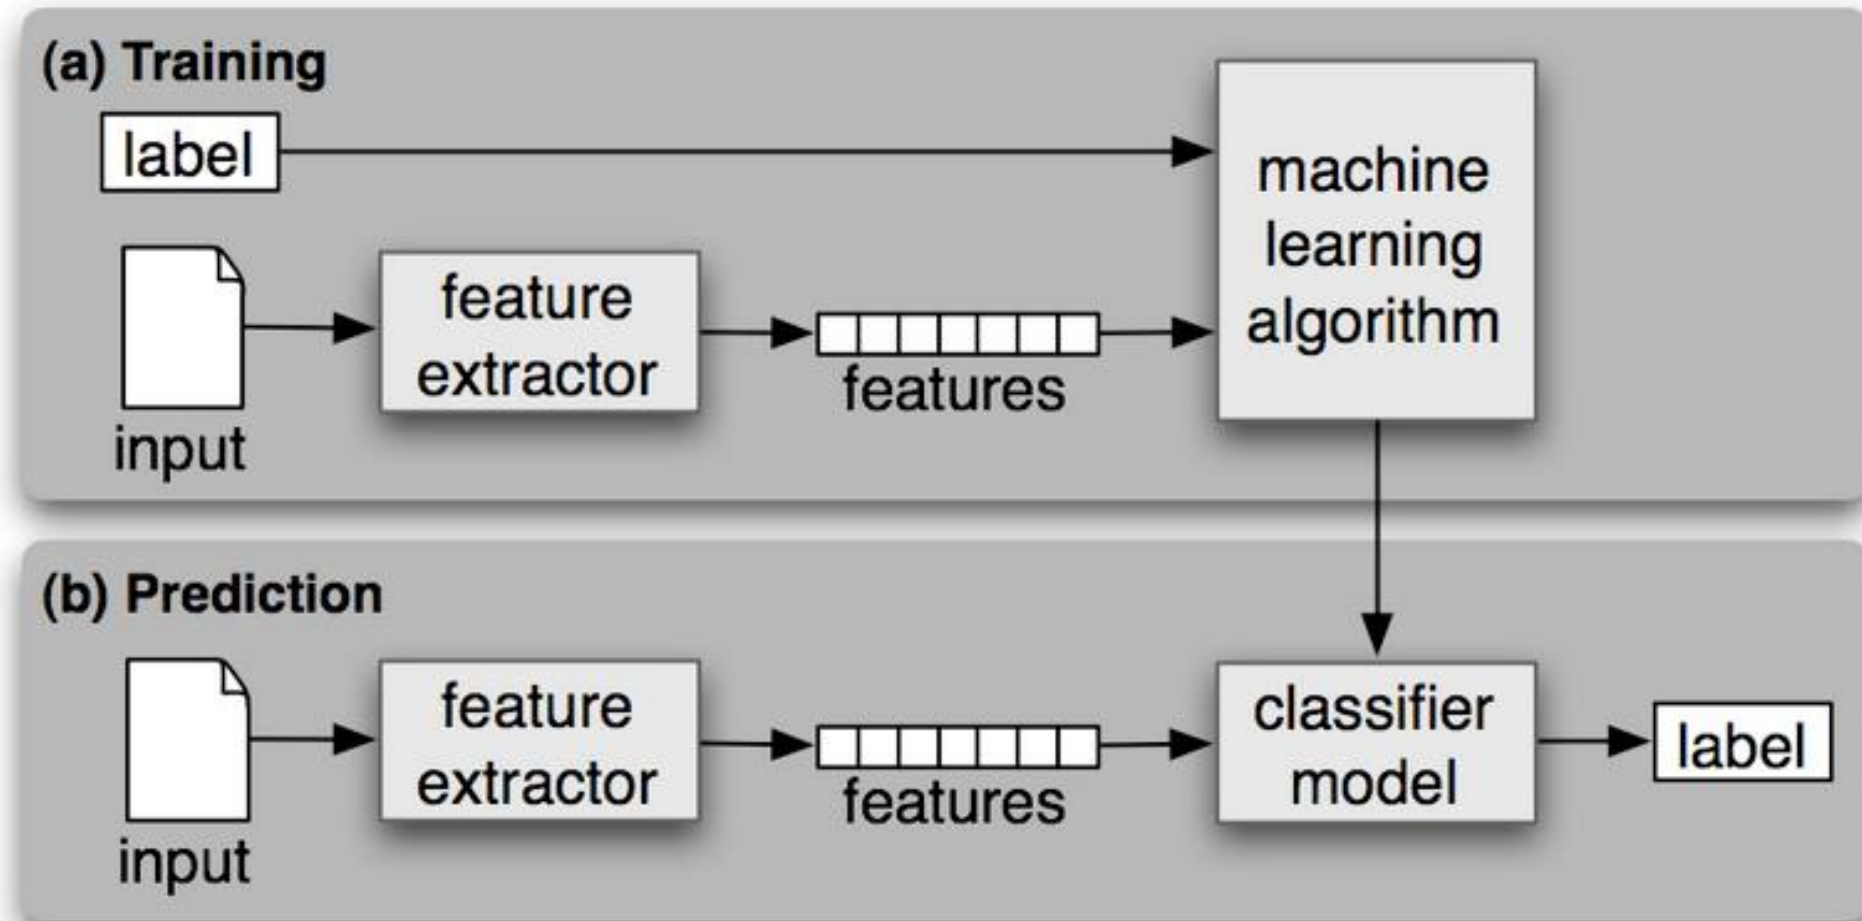 (a) Training
label
machine
learning
algorithm
feature
extractor
features
input
(b) Prediction
feature
extractor
features
classifier
model
label
input